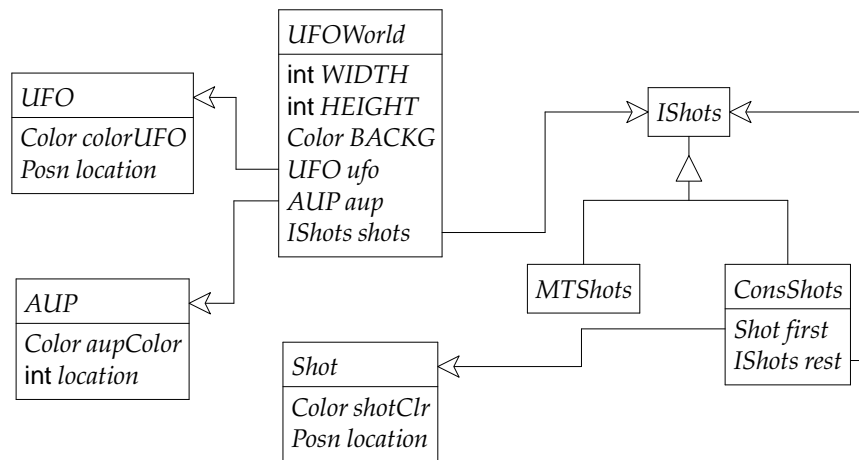 UFOWorld
int WIDTH
int HEIGHT
Color BACKG
UFO ufo
AUP aup
IShots shots
UFO
Color colorUFO
Posn location
IShots
AUP
Color aupColor
int location
MTShots
ConsShots
Shot first
IShots rest
Shot
Color shotClr
Posn location